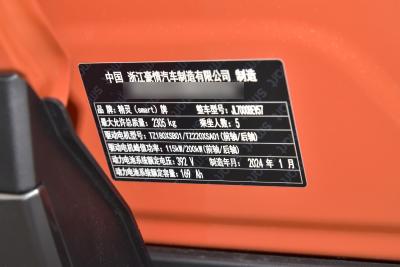 中国 浙江豪情汽车制造有限公司 制造
品牌：精灵（smart）牌 整车型号：JL7000BEV57
最大允许总质量：2305 kg 乘坐人数：5
驱动电机型号：TZ180XSB01/TZ220XSA01（前轴/后轴）
驱动电机峰值功率：115kW/200kW（前轴/后轴）
动力电池系统额定电压：392 V 制造年月：2024 年 1 月
动力电池系统额定容量：169 Ah